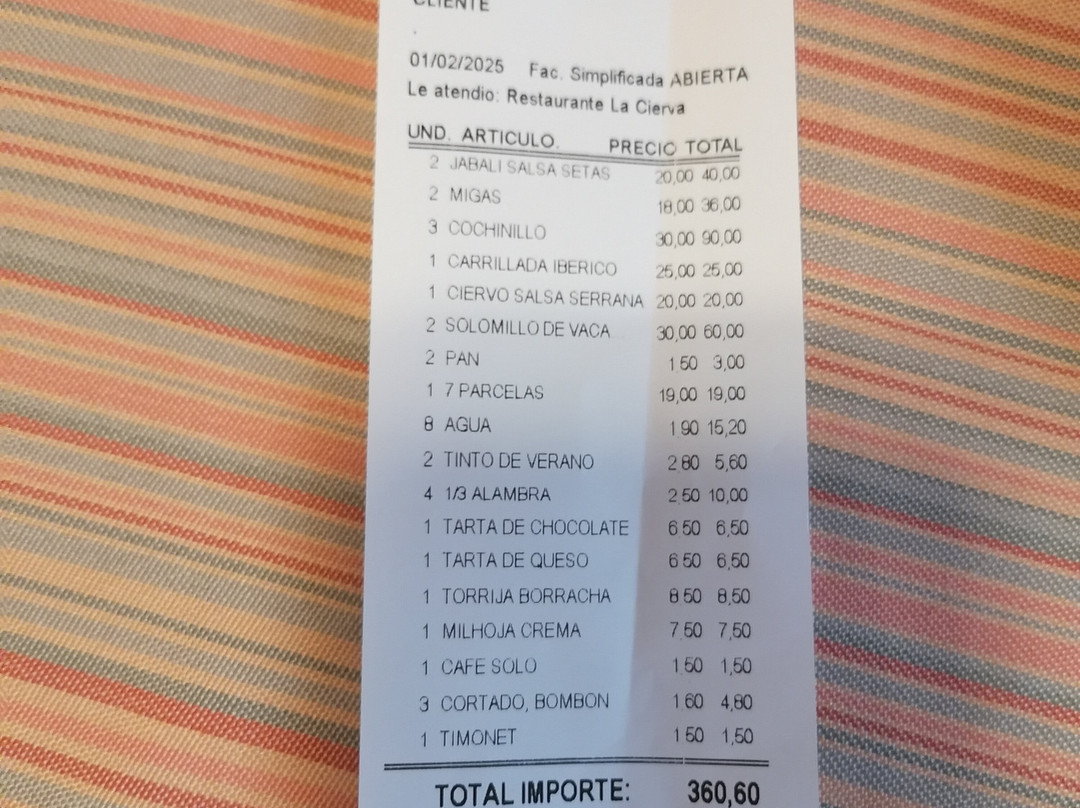 CLIENTE
01/02/2025 Fac. Simplificada ABIERTA
Le atendio: Restaurante La Cierva
UND. ARTICULO. PRECIO TOTAL
2 JABALI SALSA SETAS 20,00 40,00
2 MIGAS 18,00 36,00
3 COCHINILLO 30,00 90,00
1 CARRILLADA IBERICO 25,00 25,00
1 CIERVO SALSA SERRANA 20,00 20,00
2 SOLOMILLO DE VACA 30,00 60,00
2 PAN 1 50 3,00
1 7 PARCELAS 19,00 19,00
8 AGUA 1 90 15,20
2 TINTO DE VERANO 2 80 5,60
4 1/3 ALAMBRA 2 50 10,00
1 TARTA DE CHOCOLATE 6 50 6,50
1 TARTA DE QUESO 6 50 6,50
1 TORRIJA BORRACHA 8 50 8,50
1 MILHOJA CREMA 7,50 7,50
1 CAFE SOLO 1 50 1,50
3 CORTADO, BOMBON 1 60 4,80
1 TIMONET 1 50 1,50
TOTAL IMPORTE: 360,60